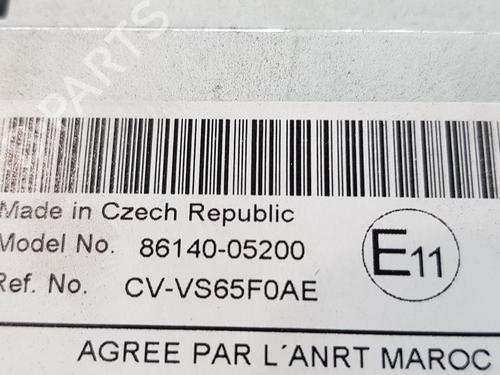 PARTS
Made in Czech Republic
Model No. 86140-05200
Ref. No. CV-VS65F0AE
E11
AGREE PAR L´ANRT MAROC